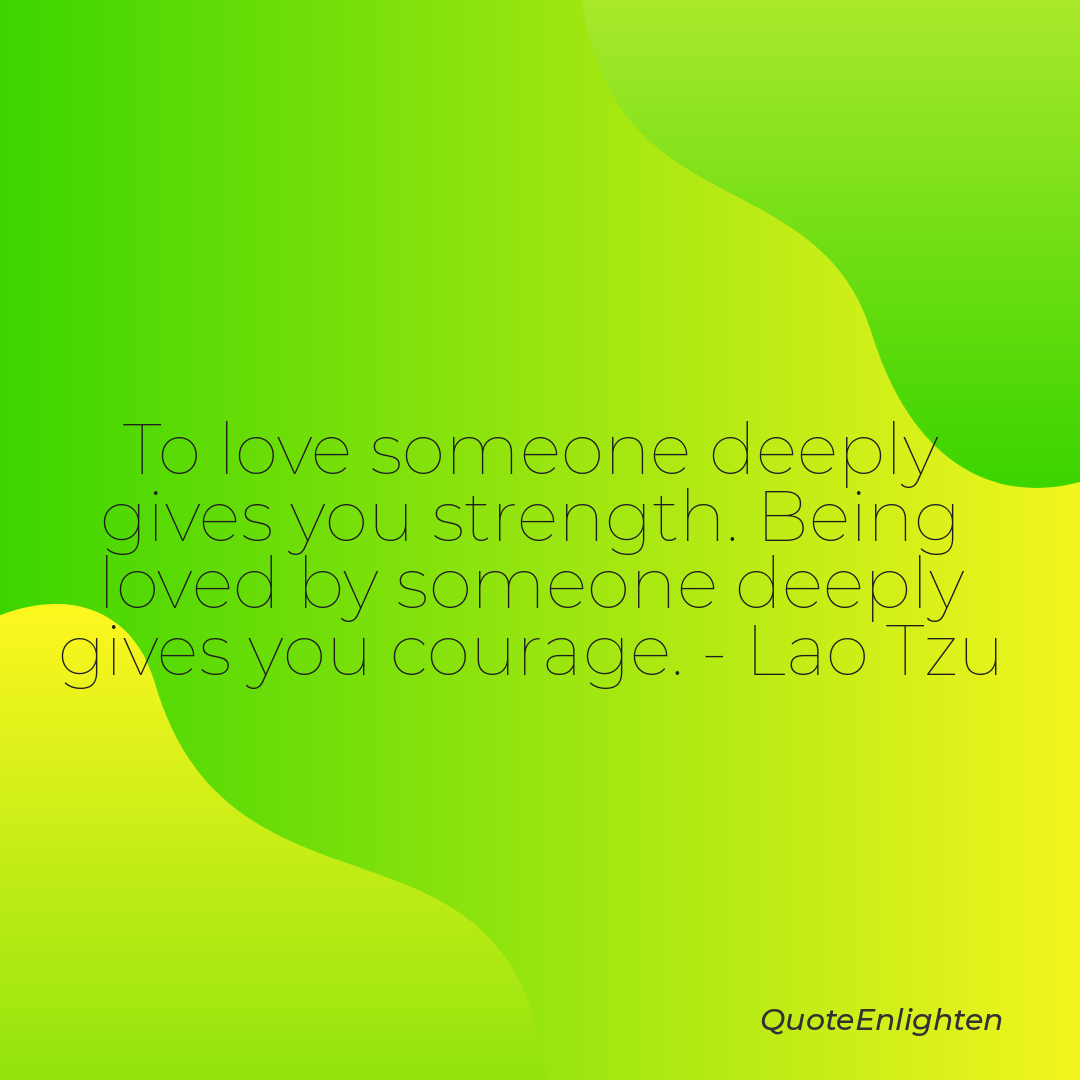 To love someone deeply
gives you strength. Being
loved by someone deeply
gives you courage. - Lao Tzu
QuoteEnlighten